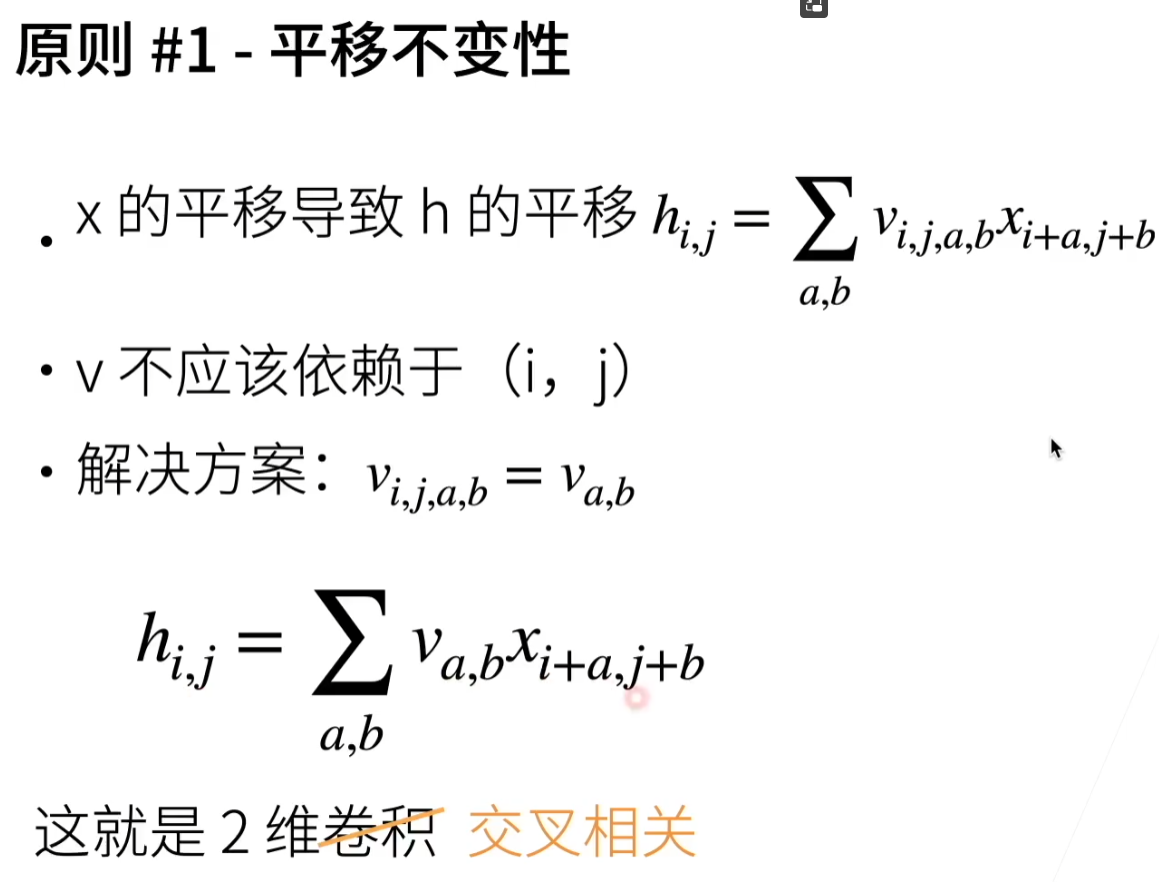 原则 #1 - 平移不变性
• x 的平移导致 h 的平移 h_{i,j} = ∑_{a,b} v_{i,j,a,b} x_{i+a,j+b}
• v 不应该依赖于（i，j）
• 解决方案：v_{i,j,a,b} = v_{a,b}
h_{i,j} = ∑_{a,b} v_{a,b} x_{i+a,j+b}
这就是 2 维卷积 交叉相关